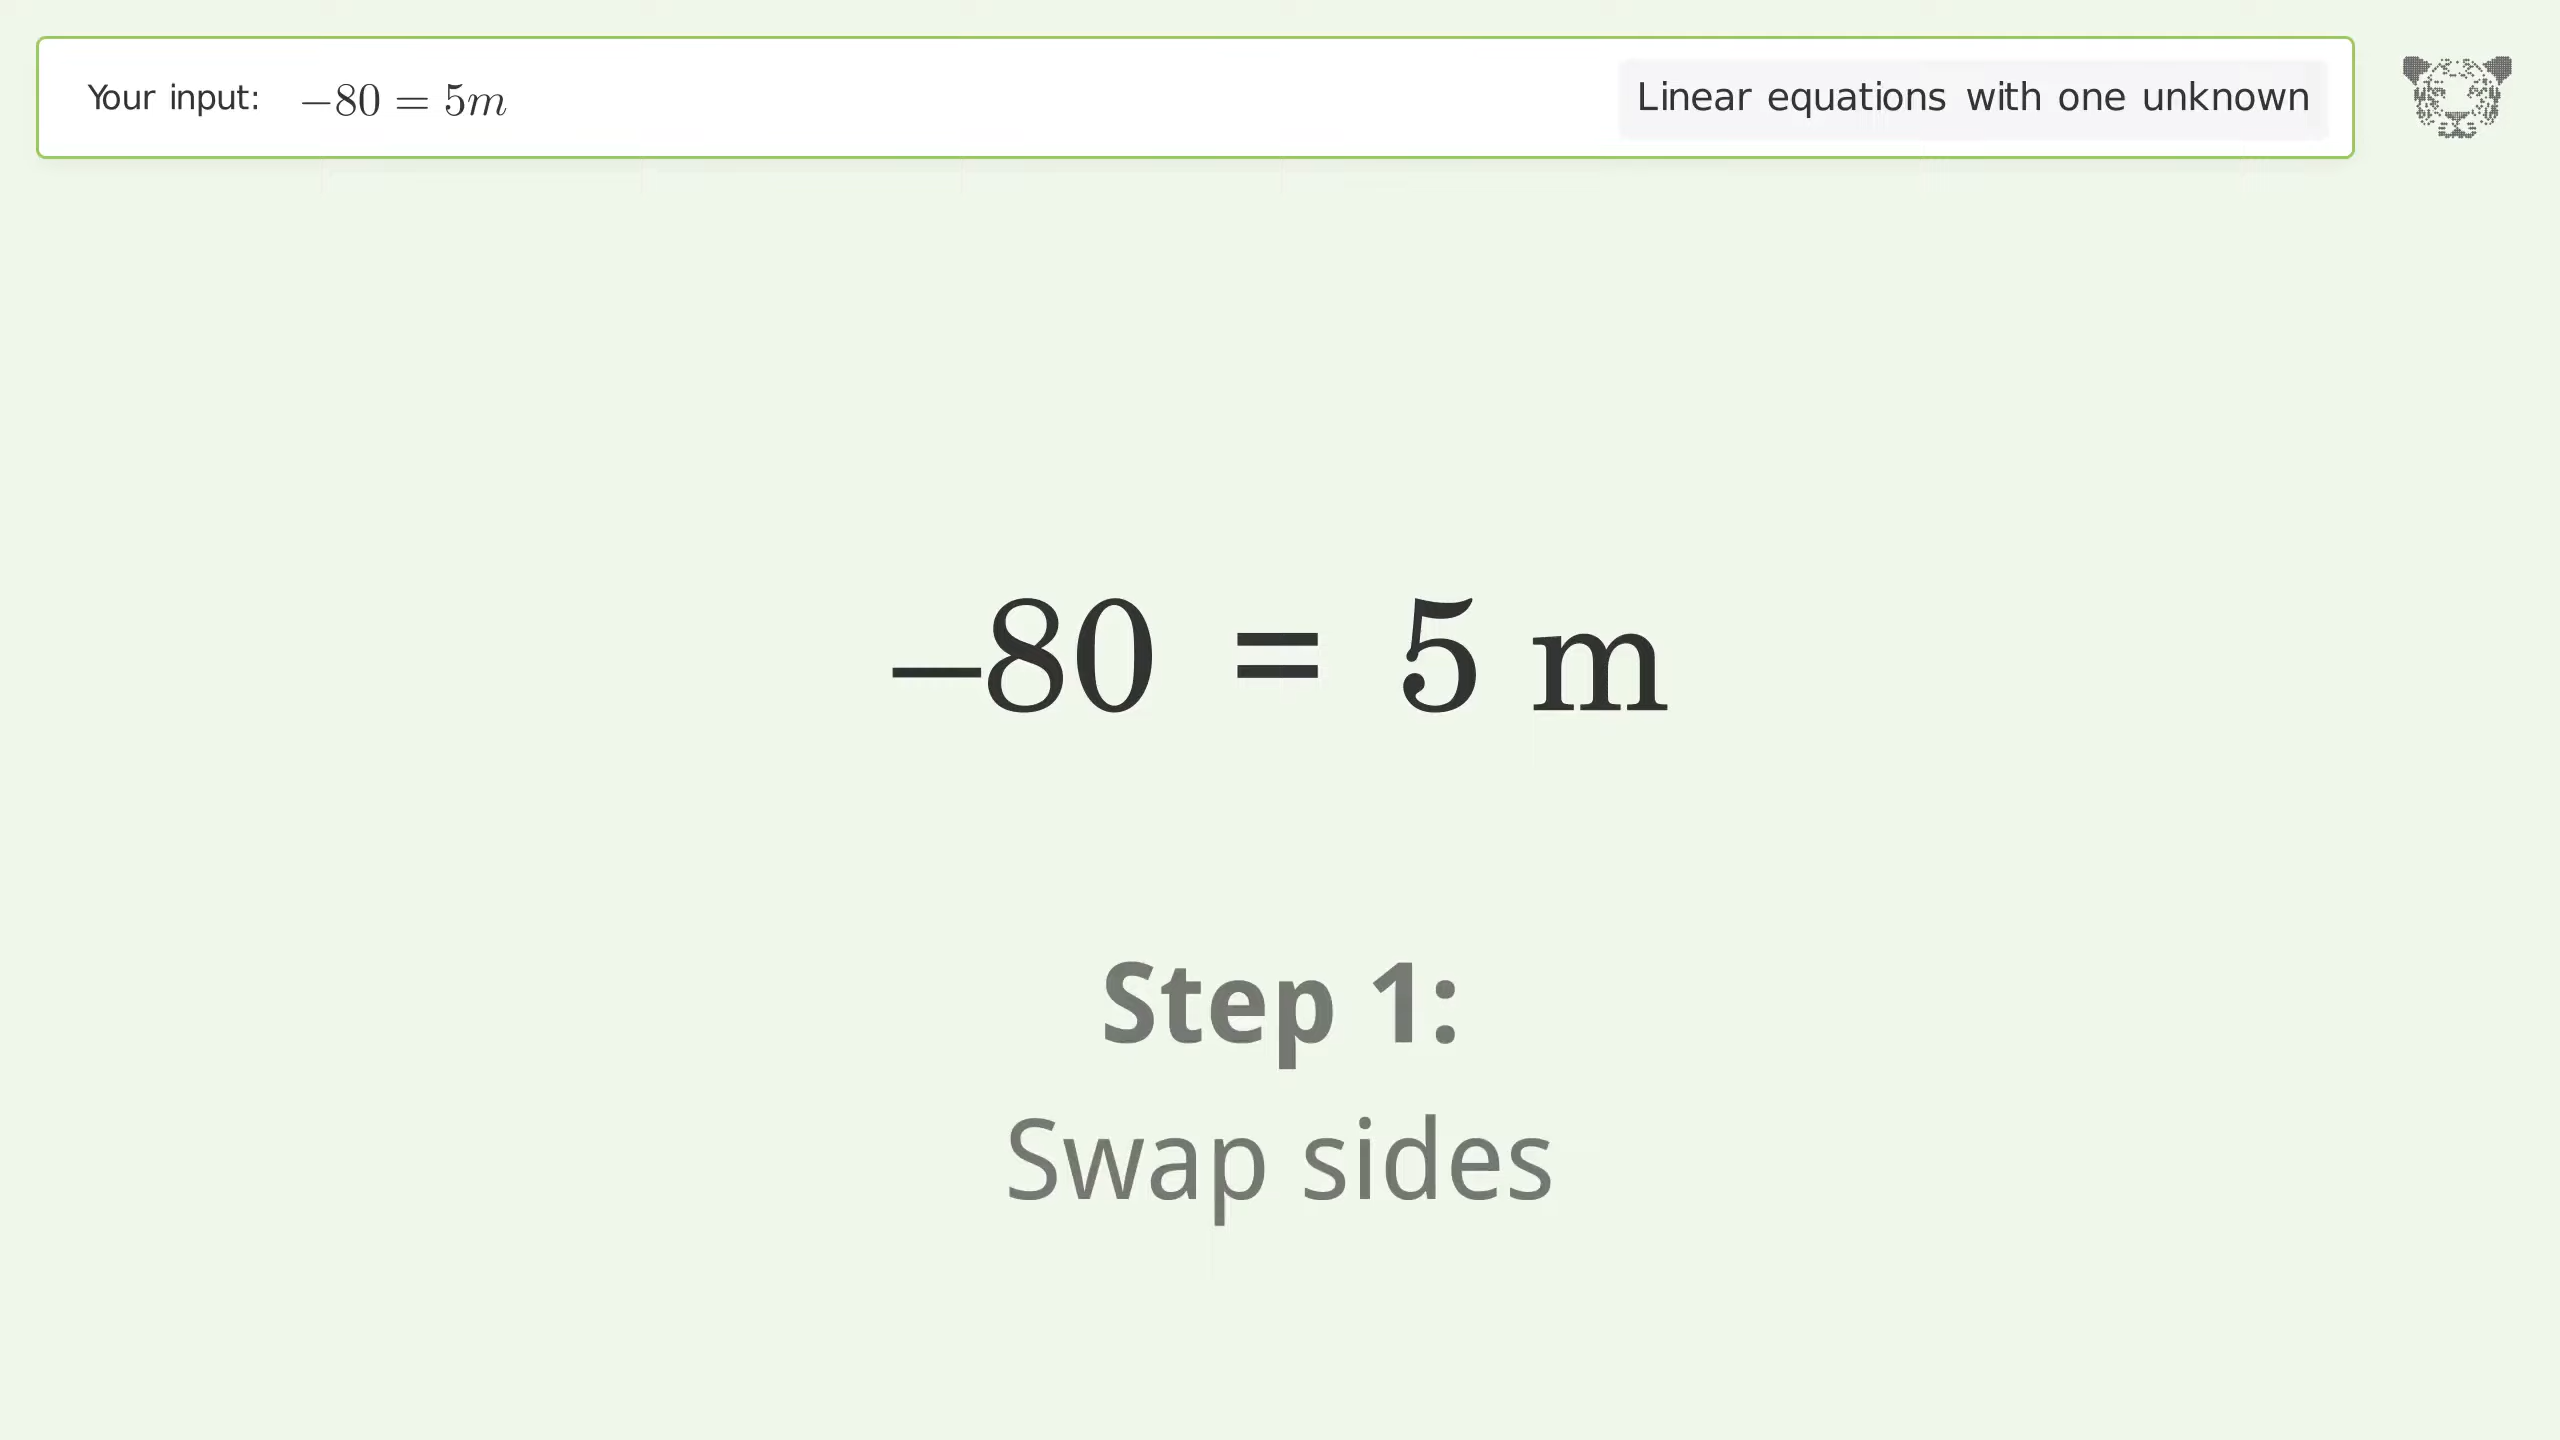 Your input: −80 = 5m
Linear equations with one unknown
−80 = 5 m
Step 1:
Swap sides